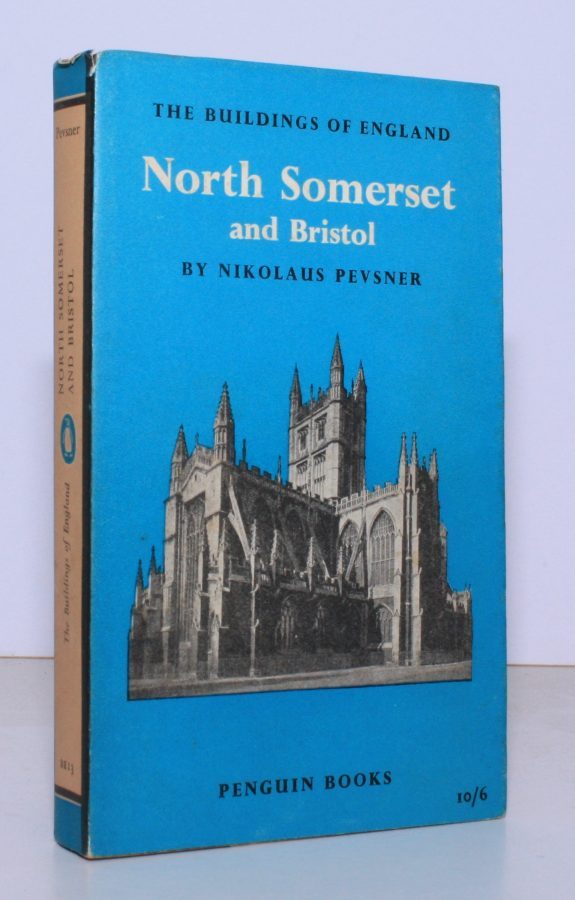 THE BUILDINGS OF ENGLAND
North Somerset
and Bristol
BY NIKOLAUS PEVSNER
PENGUIN BOOKS
10/6
Pevsner
NORTH SOMERSET
AND BRISTOL
The Buildings of England
BE13